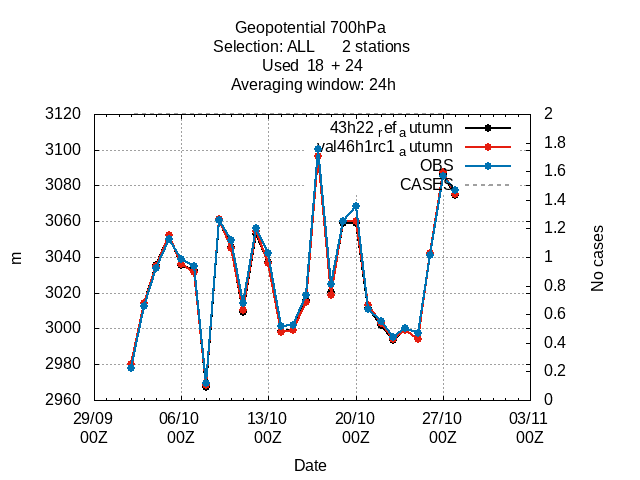 Geopotential 700hPa
Selection: ALL 2 stations
Used 18 + 24
Averaging window: 24h
3120
3100
3080
3060
3040
3020
3000
2980
2960
m
2
1.8
1.6
1.4
1.2
1
0.8
0.6
0.4
0.2
0
No cases
43h22 ref a utumn
val46h1rc1 a utumn
OBS
CASES
29/09 06/10 13/10 20/10 27/10 03/11
00Z 00Z 00Z 00Z 00Z 00Z
Date